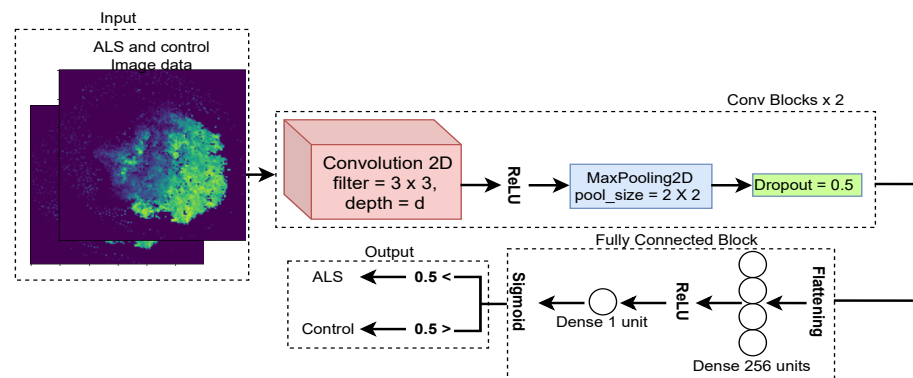 Input
ALS and control
Image data
Conv Blocks x 2
Convolution 2D
filter = 3 x 3,
depth = d
ReLU
MaxPooling2D
pool_size = 2 X 2
Dropout = 0.5
Fully Connected Block
Flattening
Dense 256 units
ReLU
Dense 1 unit
Sigmoid
Output
ALS
0.5 <
Control
0.5 >